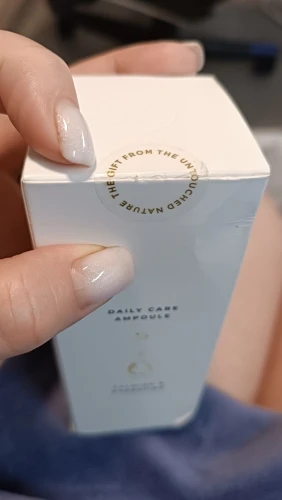 THE GIFT FROM THE UNTOUCHED NATURE
DAILY CARE
AMPOULE